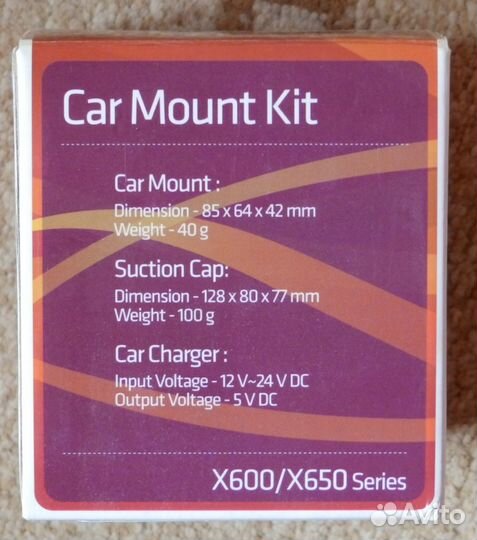 Car Mount Kit
Car Mount :
Dimension - 85 x 64 x 42 mm
Weight - 40 g
Suction Cap:
Dimension - 128 x 80 x 77 mm
Weight - 100 g
Car Charger :
Input Voltage - 12 V~24 V DC
Output Voltage - 5 V DC
X600/X650 Series
Avito